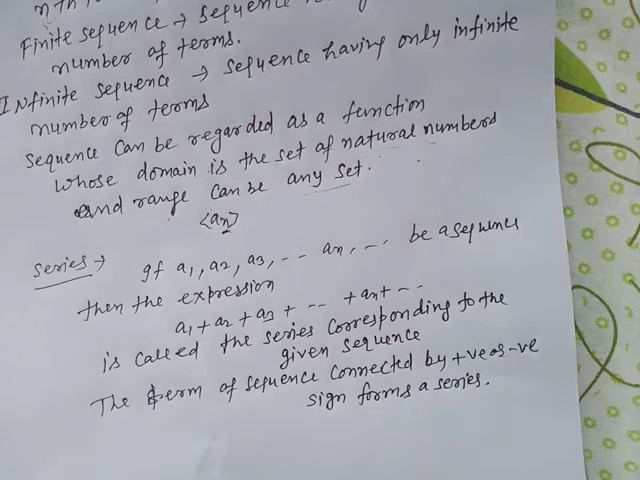 nth
Finite sequence → sequence
number of terms.
Infinite sequence → sequence having only infinite
number of terms
sequence can be regarded as a function
whose domain is the set of natural numbers
and range can be any set.
<an>
series → If a1, a2, a3, -- an, -- be a sequence
then the expression
a1 + a2 + a3 + -- + an + --
is called the series corresponding to the
given sequence
The term of sequence connected by +ve or -ve
sign forms a series.